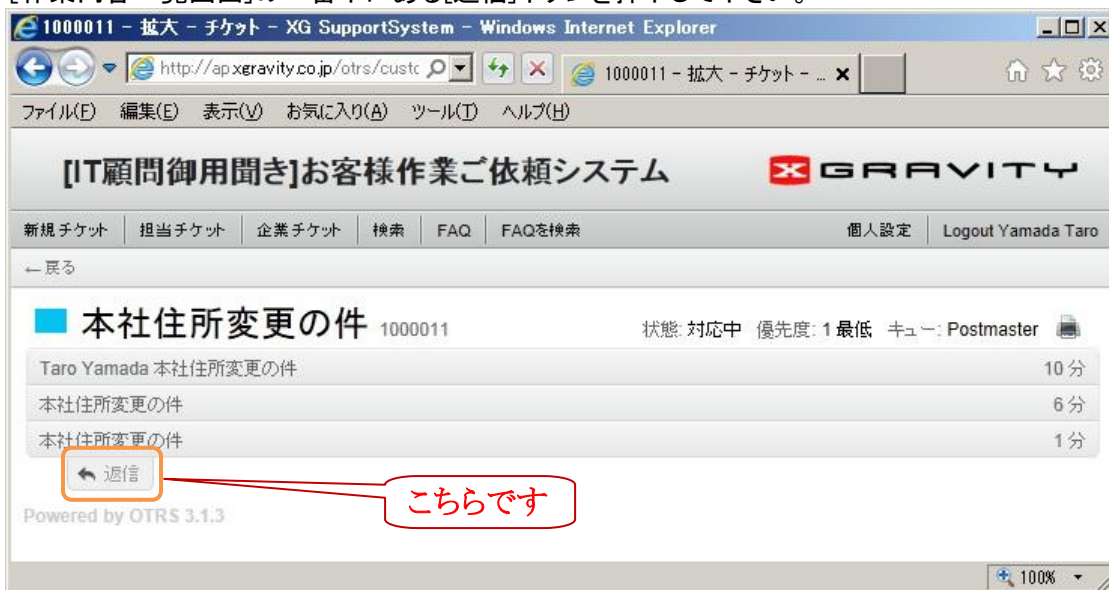 1000011 - 拡大 - チケット - XG SupportSystem - Windows Internet Explorer
http://ap.xgravity.co.jp/otrs/custc
1000011 - 拡大 - チケット - ...
ファイル(F) 編集(E) 表示(V) お気に入り(A) ツール(T) ヘルプ(H)
[IT顧問御用聞き]お客様作業ご依頼システム
GRAVITY
新規チケット 担当チケット 企業チケット 検索 FAQ FAQを検索 個人設定 Logout Yamada Taro
←戻る
本社住所変更の件 1000011 状態: 対応中 優先度: 1 最低 キュー: Postmaster
Taro Yamada 本社住所変更の件 10 分
本社住所変更の件 6 分
本社住所変更の件 1 分
返信
こちらです
Powered by OTRS 3.1.3
100%